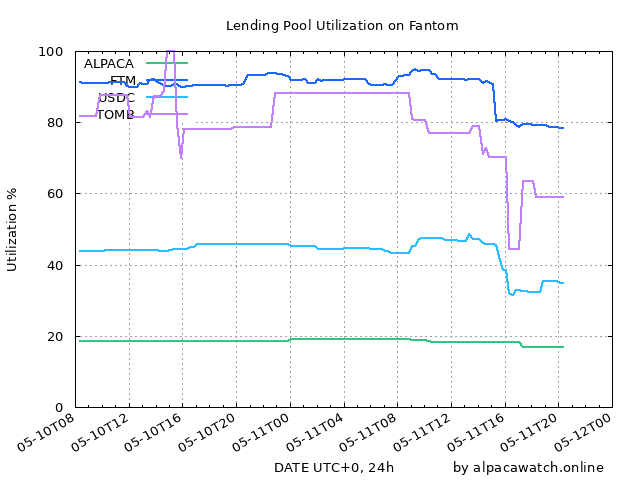 Lending Pool Utilization on Fantom
Utilization %
100
80
60
40
20
0
ALPACA
FTM
USDC
TOMB
05-10T08
05-10T12
05-10T16
05-10T20
05-11T00
05-11T04
05-11T08
05-11T12
05-11T16
05-11T20
05-12T00
DATE UTC+0, 24h
by alpacawatch.online